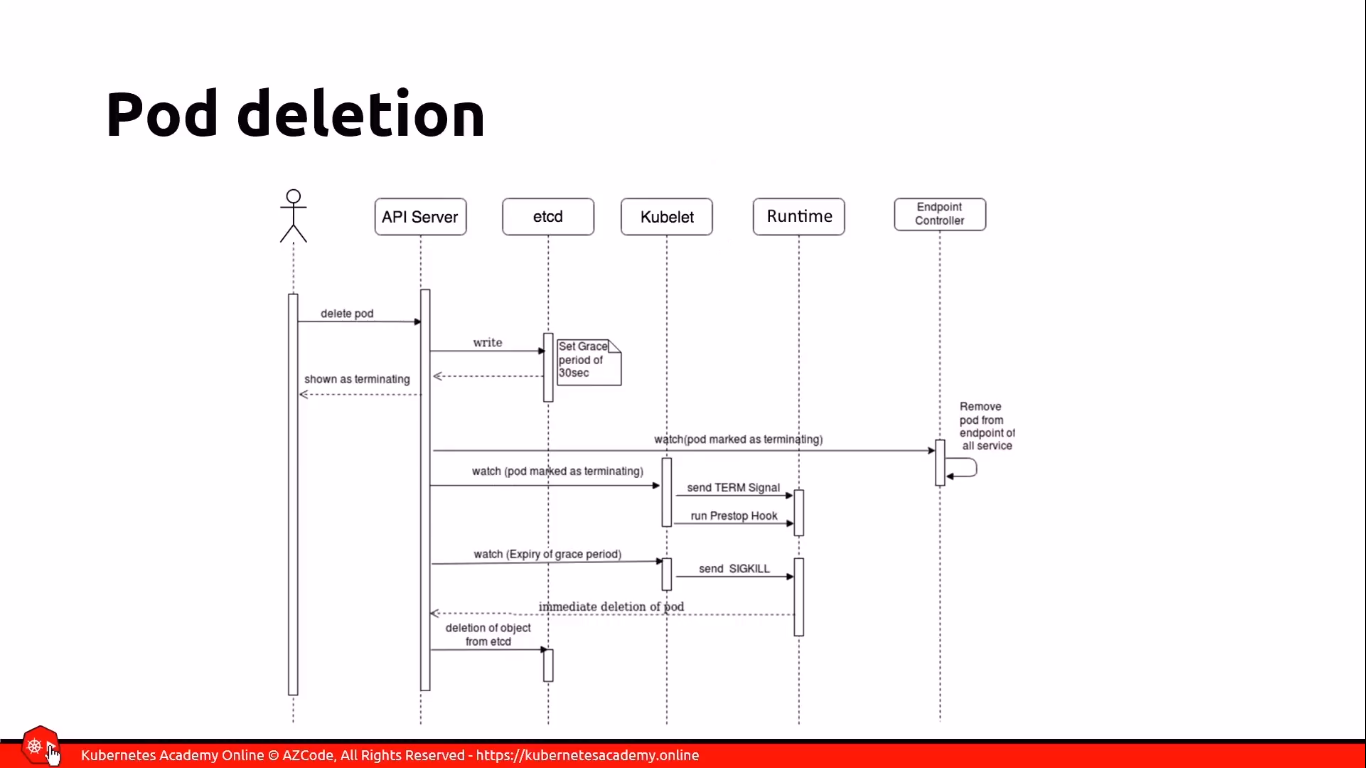 Pod deletion
API Server
etcd
Kubelet
Runtime
Endpoint
Controller
delete pod
write
Set Grace
period of
30sec
shown as terminating
Remove
pod from
endpoint of
all service
watch(pod marked as terminating)
watch (pod marked as terminating)
send TERM Signal
run Prestop Hook
watch (Expiry of grace period)
send SIGKILL
immediate deletion of pod
deletion of object
from etcd
Kubernetes Academy Online © AZCode, All Rights Reserved - https://kubernetesacademy.online